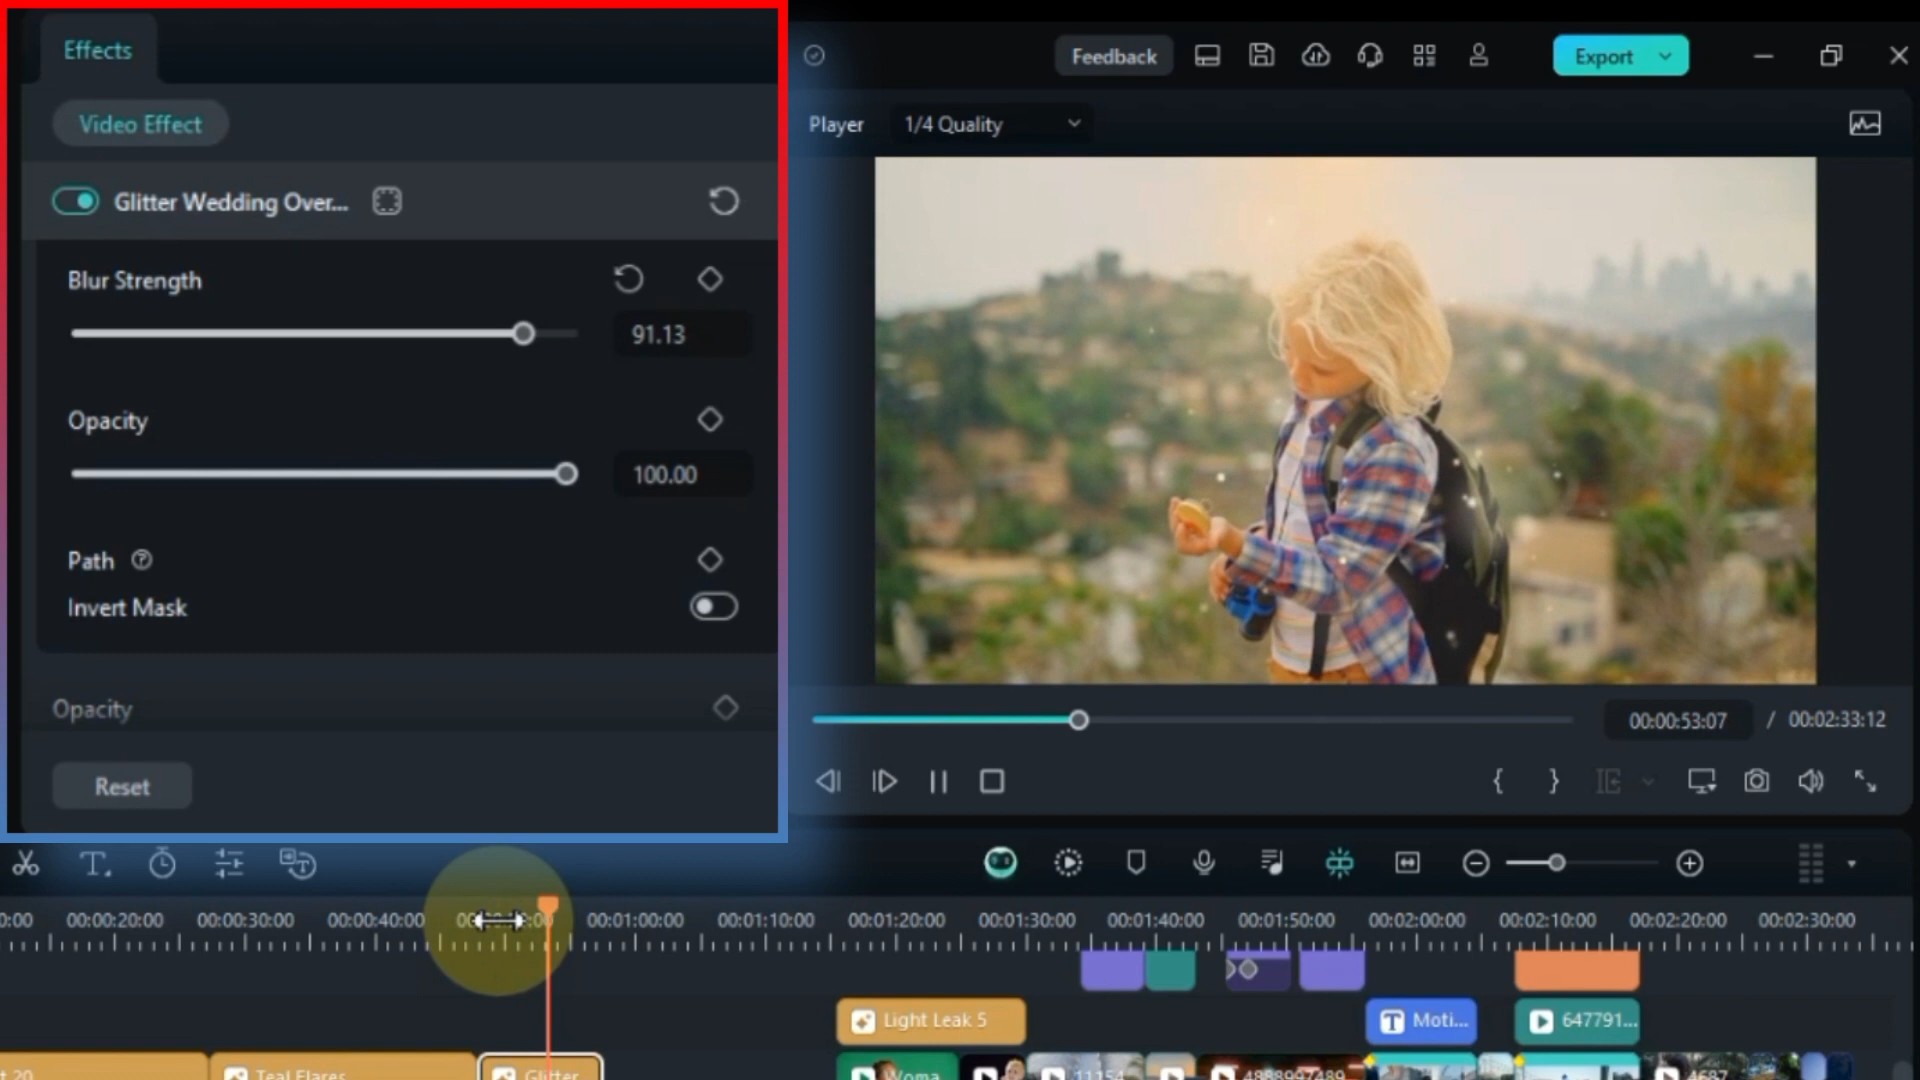 Effects
Video Effect
Glitter Wedding Over...
Blur Strength
91.13
Opacity
100.00
Path
Invert Mask
Opacity
Reset
Feedback
Export
Player
1/4 Quality
00:00:53:07 / 00:02:33:12
00:00:20:00 00:00:30:00 00:00:40:00 00:01:00:00 00:01:10:00 00:01:20:00 00:01:30:00 00:01:40:00 00:01:50:00 00:02:00:00 00:02:10:00 00:02:20:00 00:02:30:00
Light Leak 5
Moti...
647791...
Teal Flares
Glitter
Woma
11154
4888997489
4687